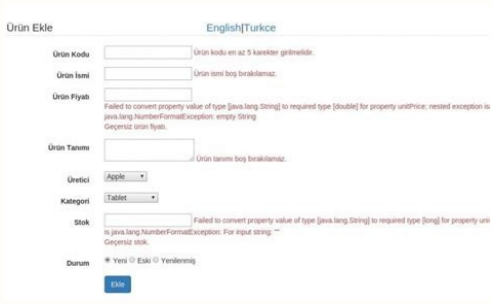 Ürün Ekle
English|Turkce
Ürün Kodu
Ürün kodu en az 5 karekter girilmelidir.
Ürün İsmi
Ürün ismi boş bırakılamaz.
Ürün Fiyatı
Failed to convert property value of type [java.lang.String] to required type [double] for property unitPrice; nested exception is
java.lang.NumberFormatException: empty String
Geçersiz ürün fiyatı.
Ürün Tanımı
Ürün tanımı boş bırakılamaz.
Üretici
Apple
Kategori
Tablet
Stok
Failed to convert property value of type [java.lang.String] to required type [long] for property uni
is java.lang.NumberFormatException: For input string: ""
Geçersiz stok.
Durum
Yeni Eski Yenilenmiş
Ekle